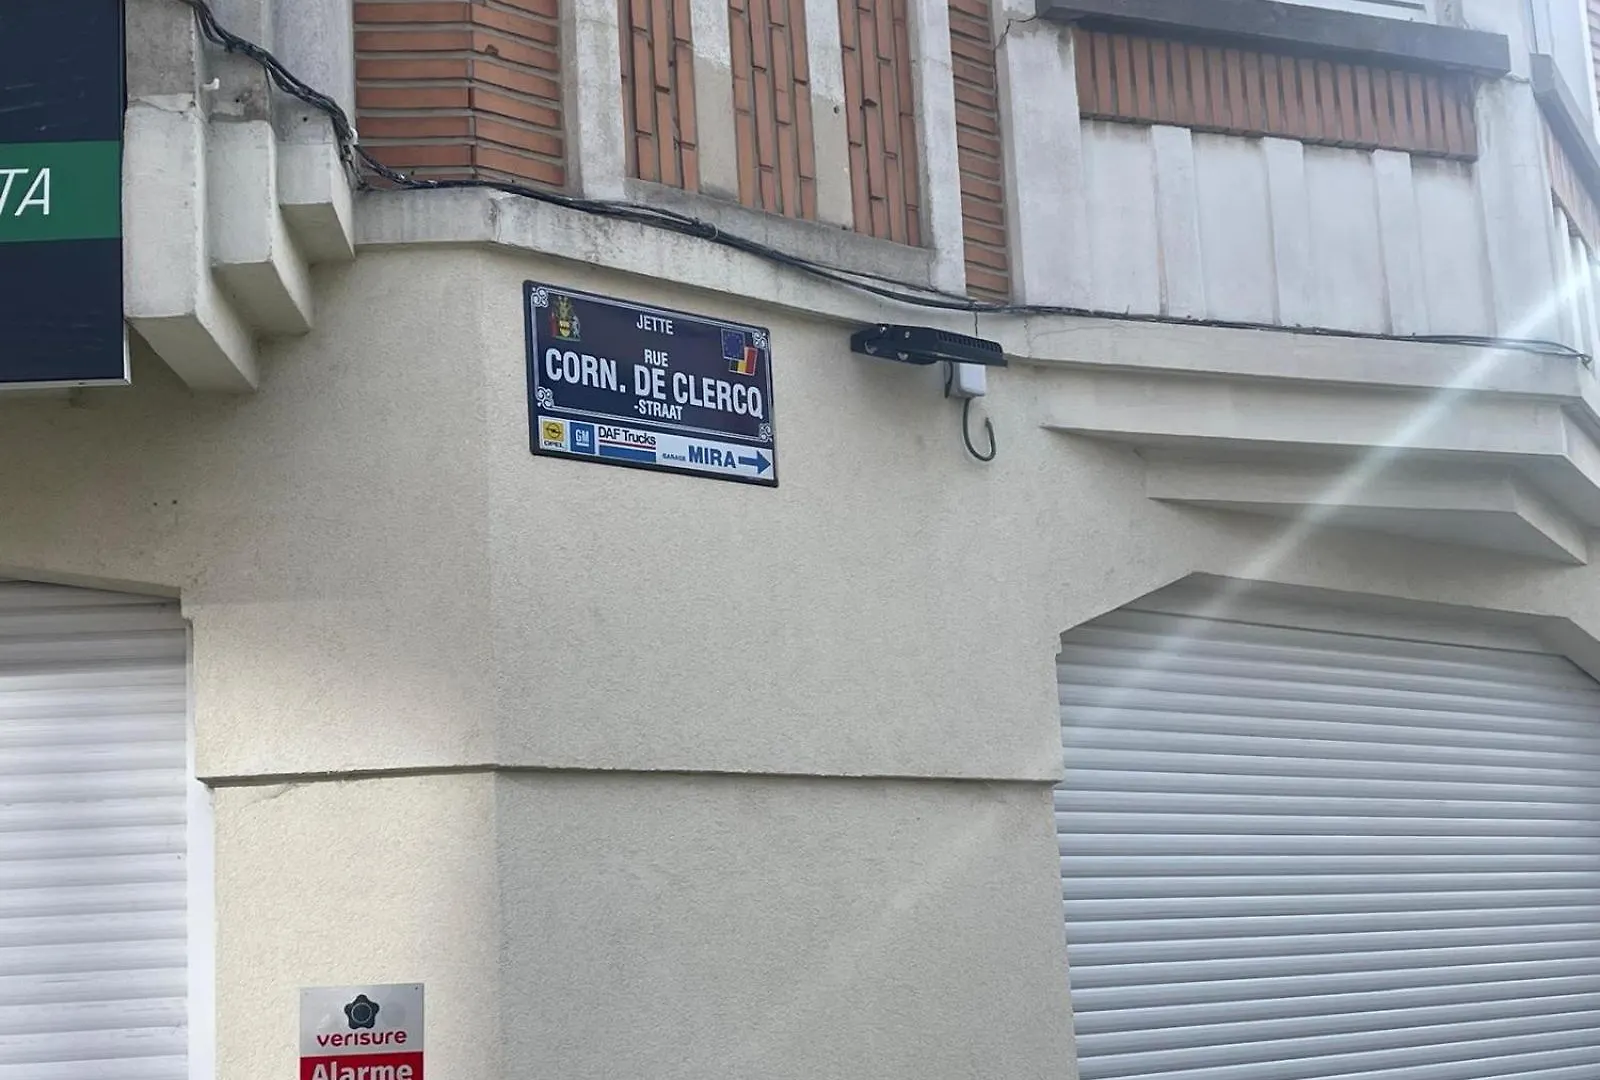 TA
JETTE
RUE
CORN. DE CLERCQ
-STRAAT
OPEL GM DAF Trucks GARAGE MIRA
verisure
Alarme